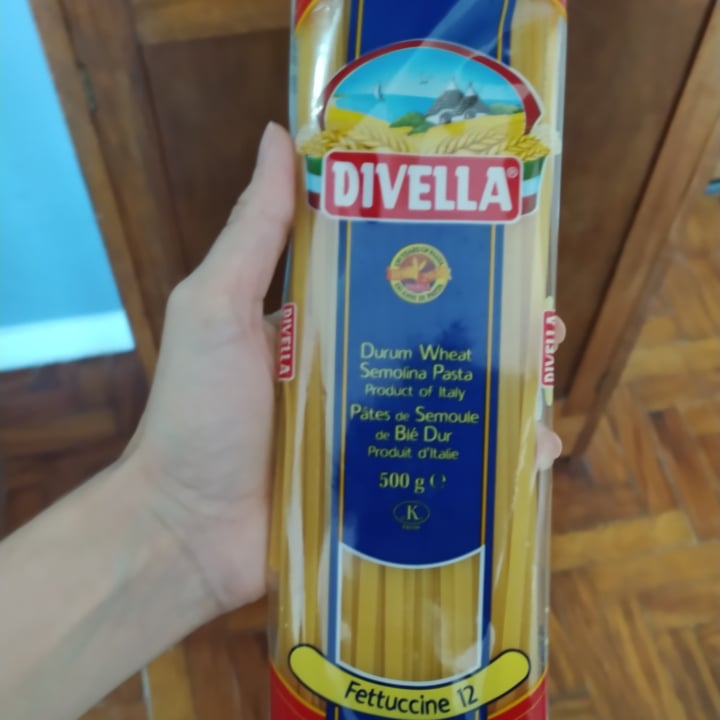 DIVELLA®
DIVELLA
DIVELLA
Durum Wheat
Semolina Pasta
Product of Italy
Pâtes de Semoule
de Blé Dur
Produit d'Italie
500 g ℮
K
Fettuccine 12